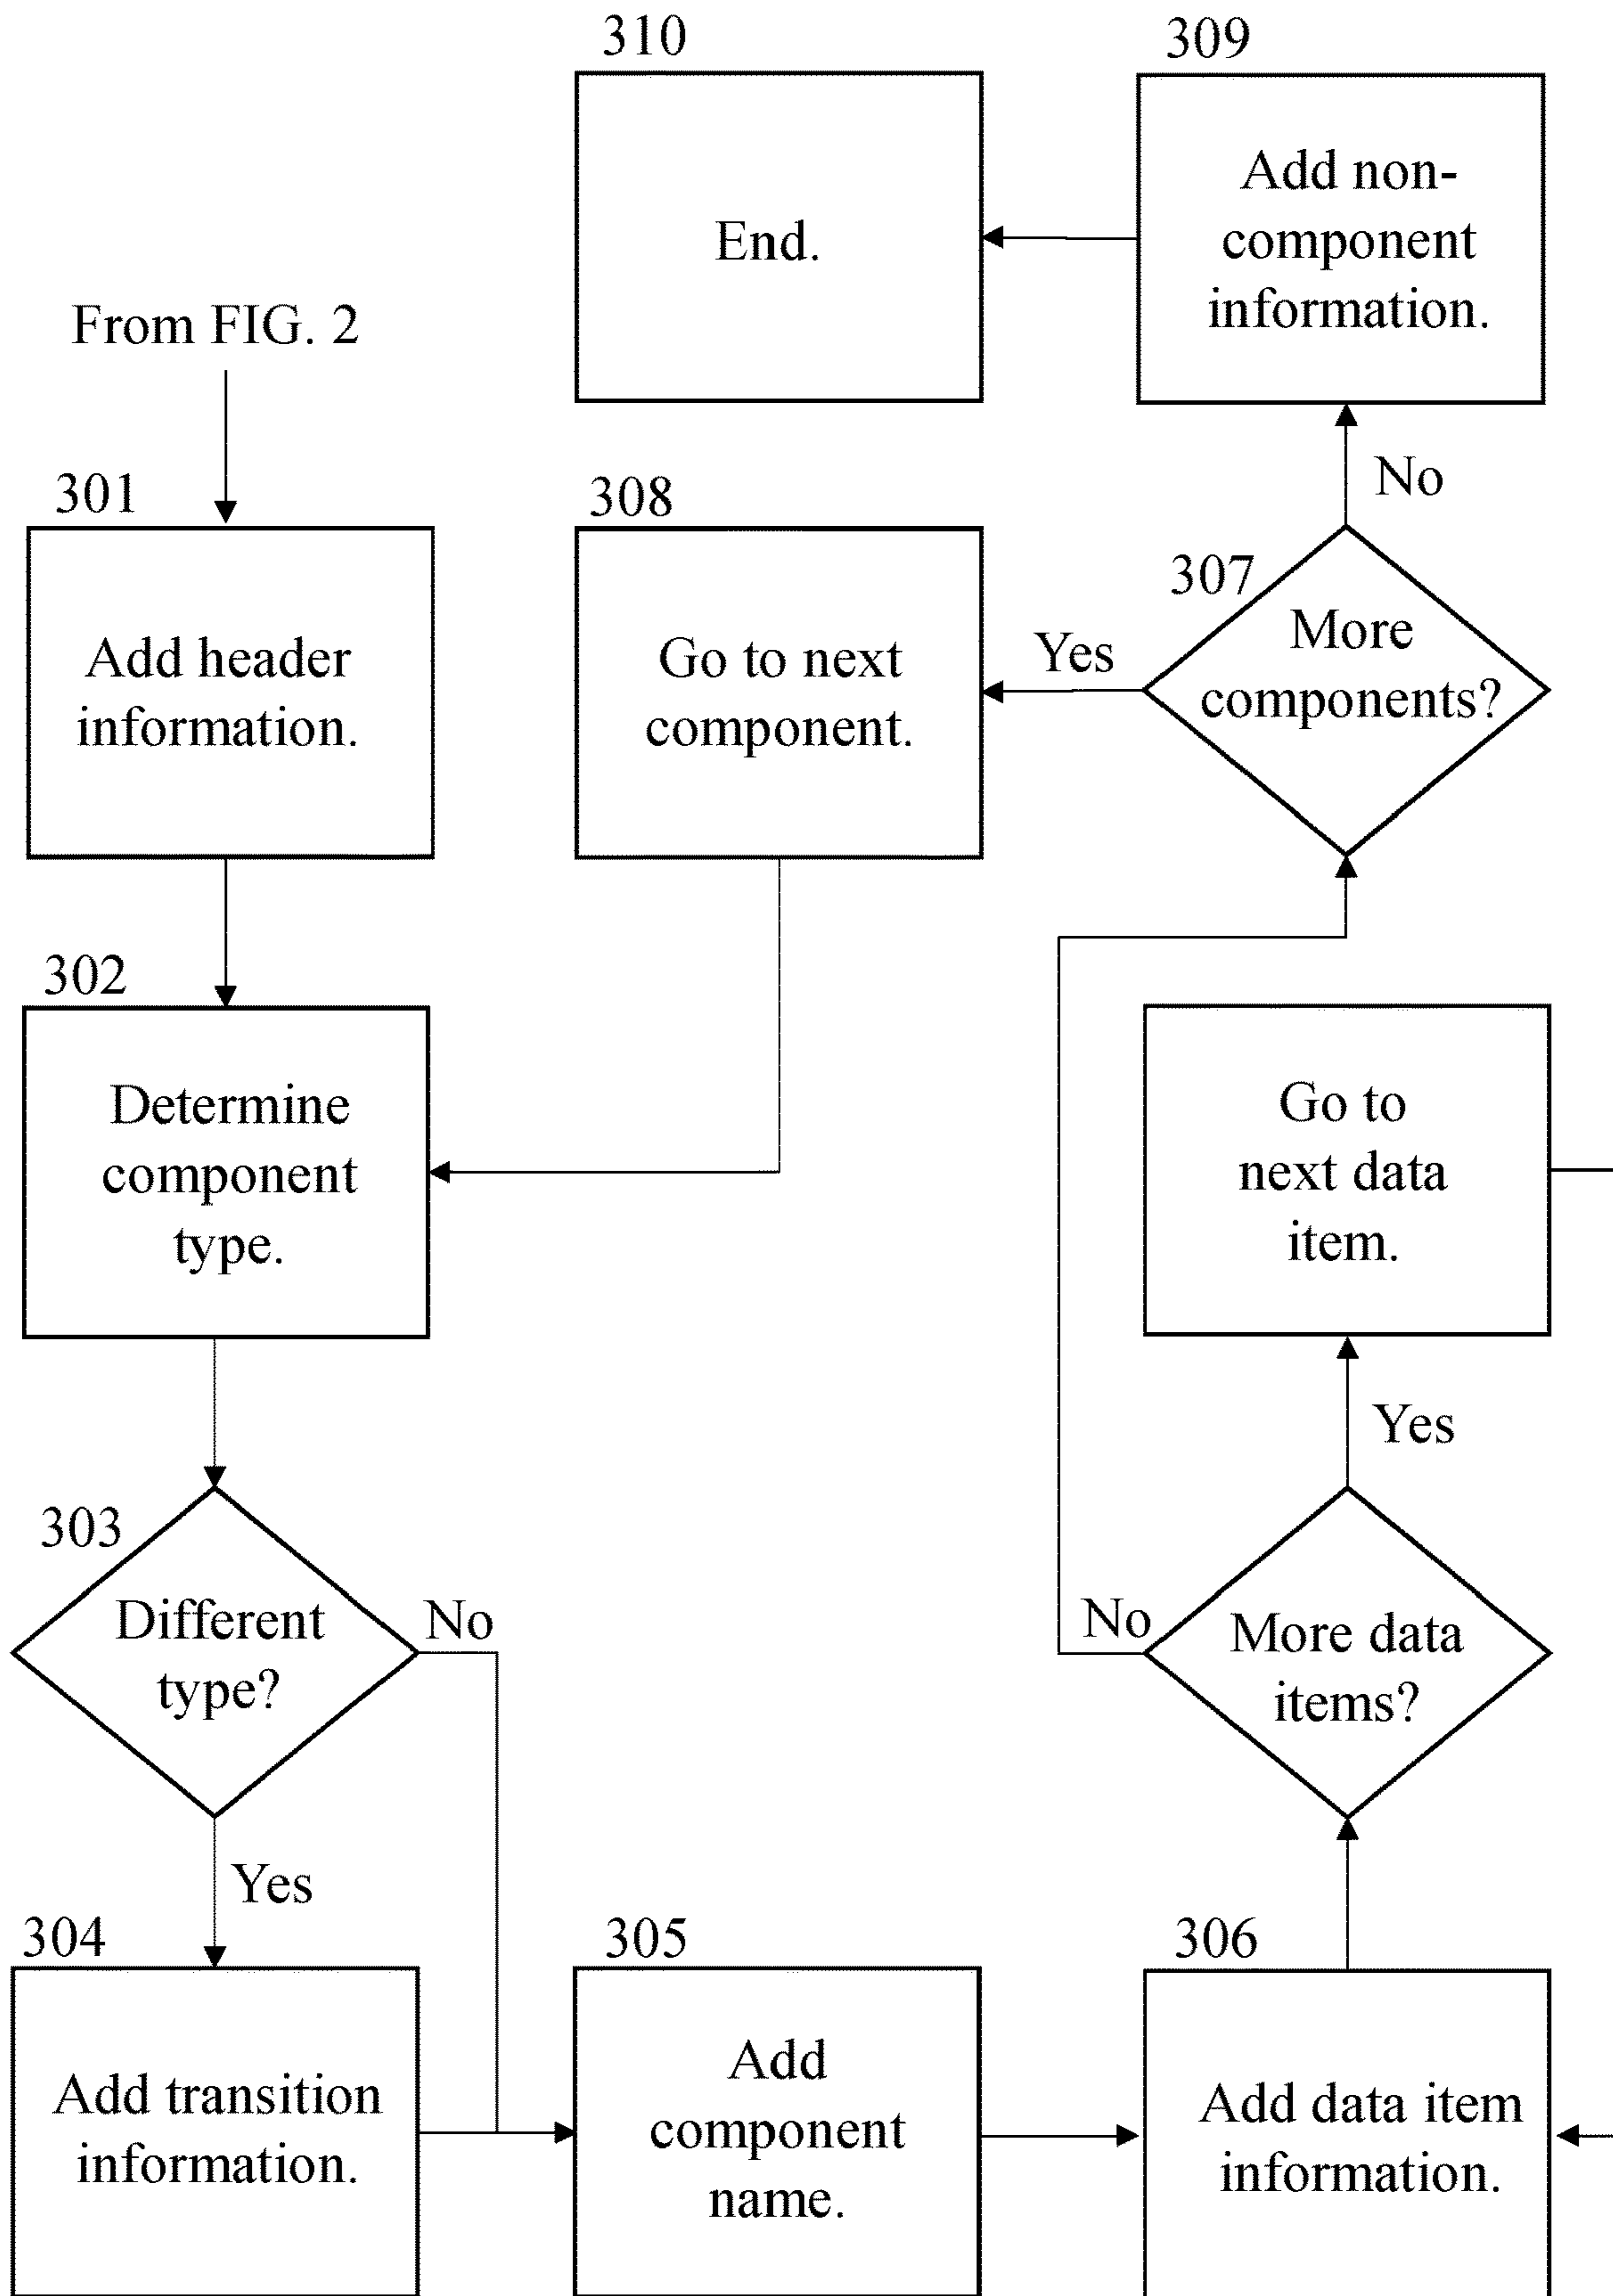 310
End.
309
Add non-
component
information.
From FIG. 2
301
Add header
information.
308
Go to next
component.
Yes
307
More
components?
No
302
Determine
component
type.
Go to
next data
item.
Yes
303
Different
type?
No
No
More data
items?
Yes
304
Add transition
information.
305
Add
component
name.
306
Add data item
information.